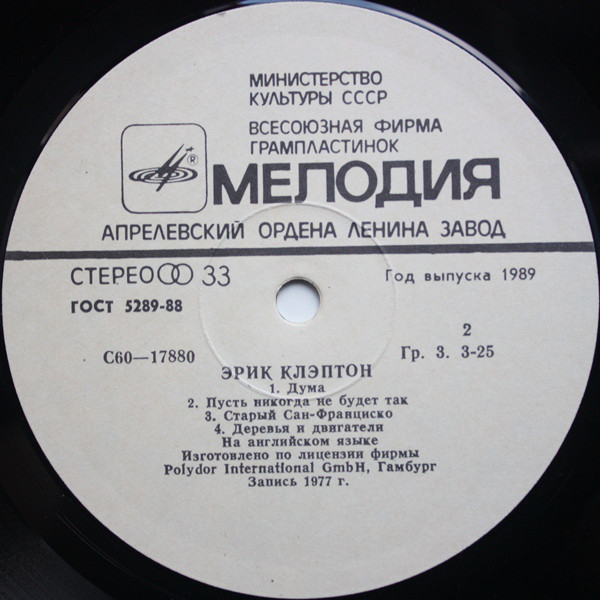 МИНИСТЕРСТВО
КУЛЬТУРЫ СССР
ВСЕСОЮЗНАЯ ФИРМА
ГРАМПЛАСТИНОК
®
МЕЛОДИЯ
АПРЕЛЕВСКИЙ ОРДЕНА ЛЕНИНА ЗАВОД
СТЕРЕО 33
Год выпуска 1989
ГОСТ 5289-88
2
С60—17880
Гр. 3. 3-25
ЭРИК КЛЭПТОН
1. Дума
2. Пусть никогда не будет так
3. Старый Сан-Франциско
4. Деревья и двигатели
На английском языке
Изготовлено по лицензии фирмы
Polydor International GmbH, Гамбург
Запись 1977 г.